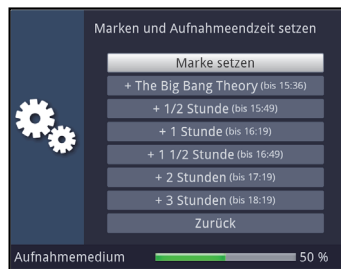 Marken und Aufnahmeendzeit setzen
Marke setzen
+ The Big Bang Theory (bis 15:36)
+ 1/2 Stunde (bis 15:49)
+ 1 Stunde (bis 16:19)
+ 1 1/2 Stunde (bis 16:49)
+ 2 Stunden (bis 17:19)
+ 3 Stunden (bis 18:19)
Zurück
Aufnahmemedium 50 %